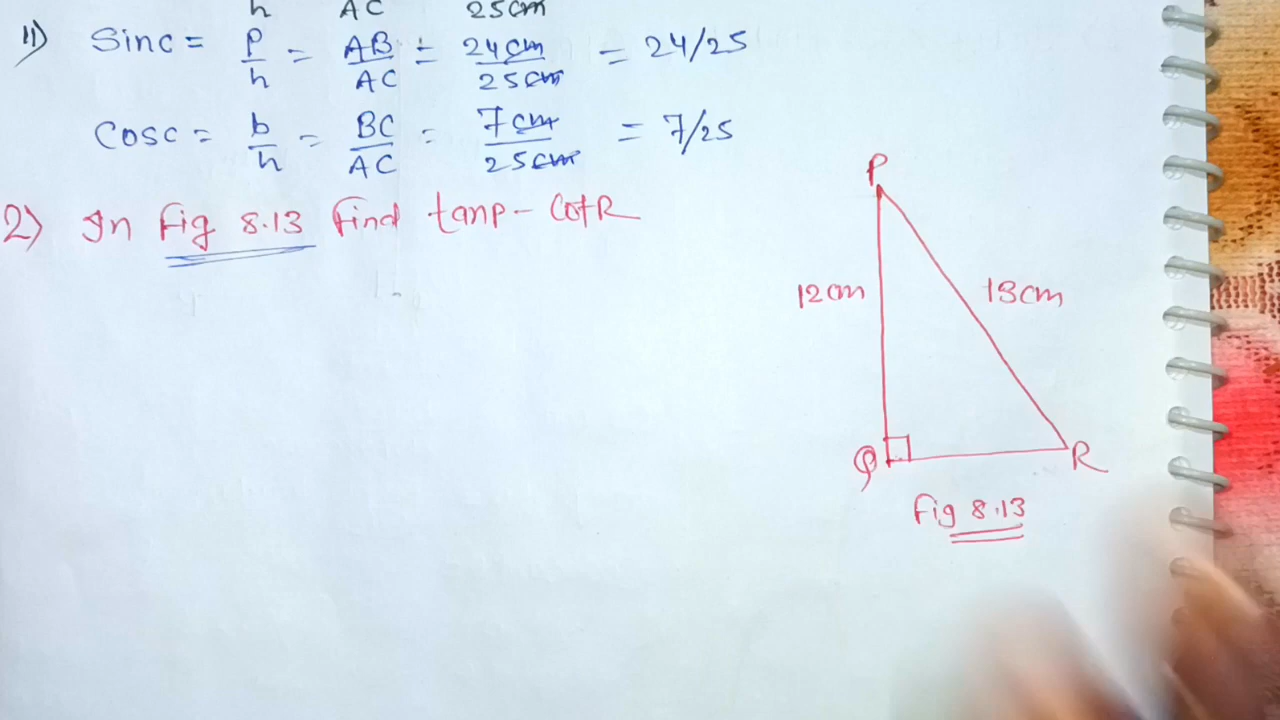 h AC 25cm
11) Sinc = P/h = AB/AC = 24cm/25cm = 24/25
Cosc = b/h = BC/AC = 7cm/25cm = 7/25
2) In Fig 8.13 find tanp - CotR
P
12cm 13cm
Q R
Fig 8.13